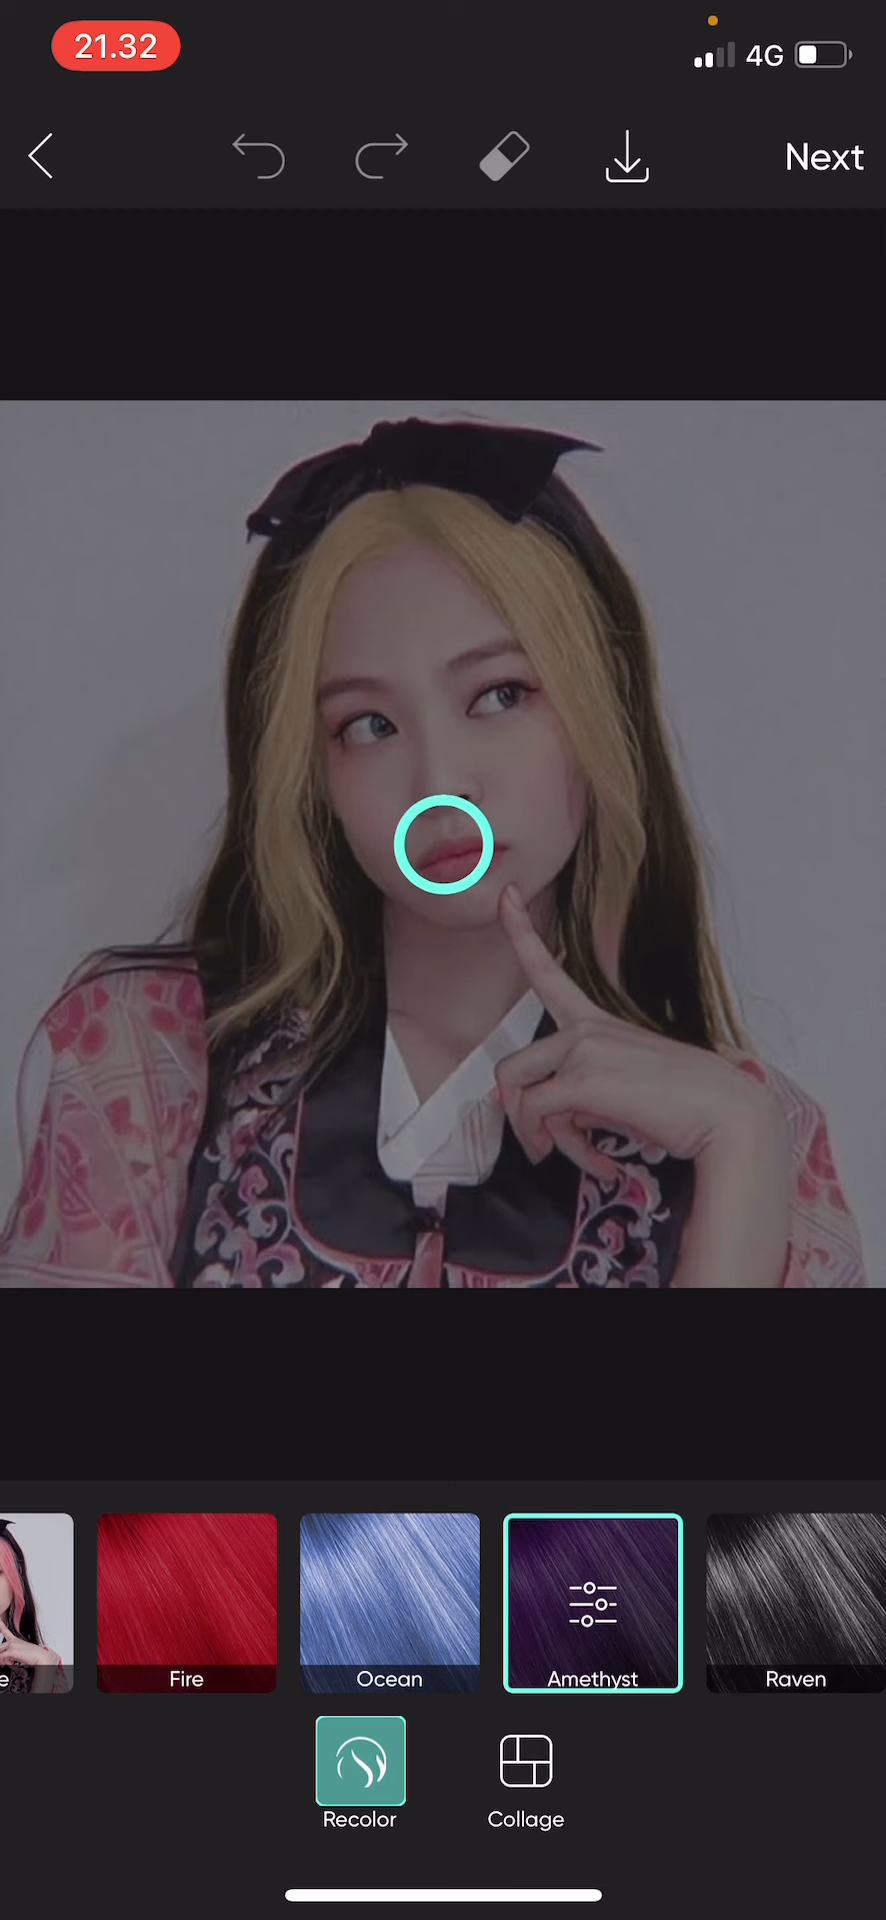 21.32
4G
Next
e
Fire
Ocean
Amethyst
Raven
Recolor
Collage